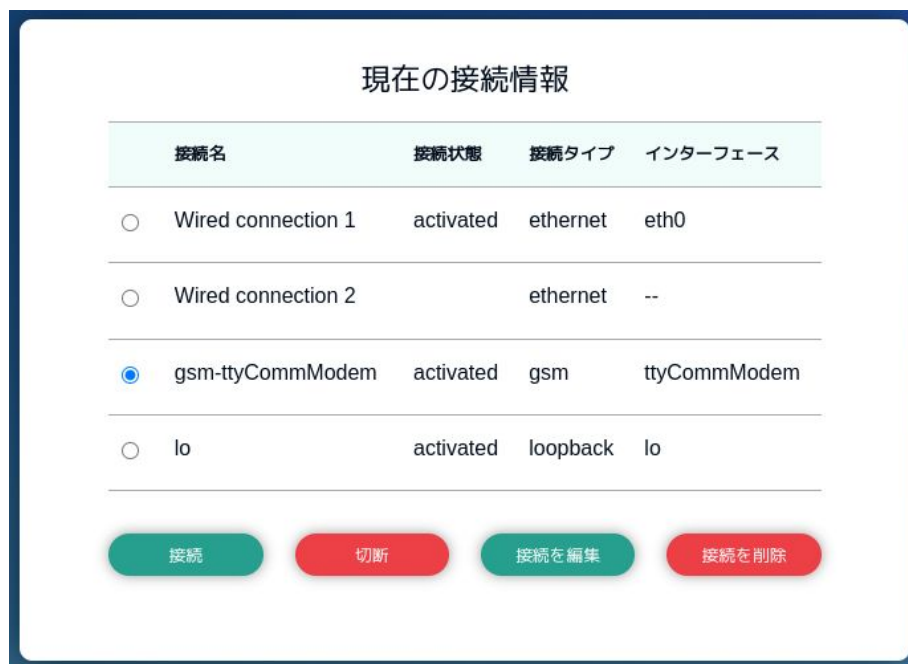 現在の接続情報
接続名 接続状態 接続タイプ インターフェース
Wired connection 1 activated ethernet eth0
Wired connection 2 ethernet --
gsm-ttyCommModem activated gsm ttyCommModem
lo activated loopback lo
接続 切断 接続を編集 接続を削除